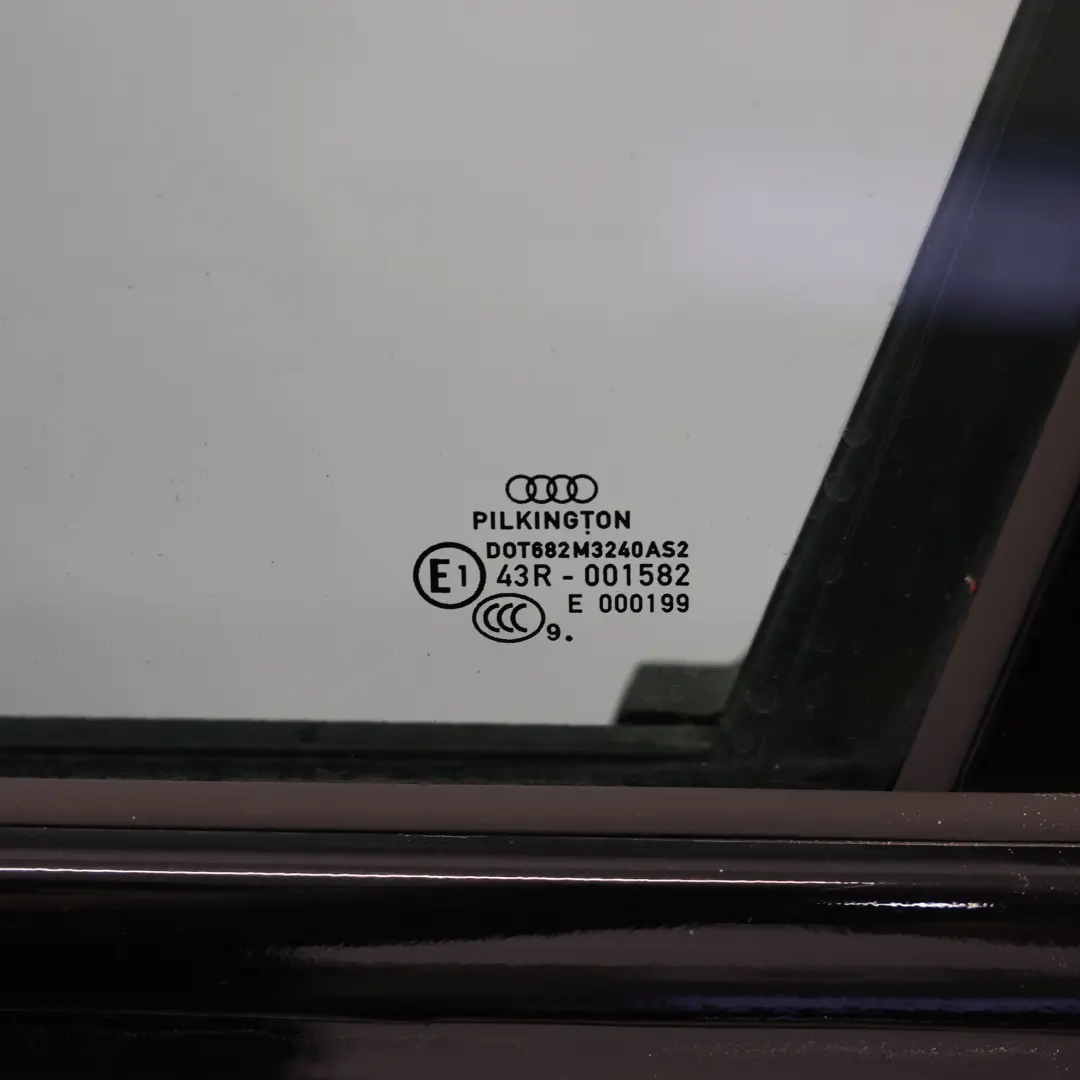 PILKINGTON
DOT682M3240AS2
E1 43R - 001582
E 000199
CCC 9.